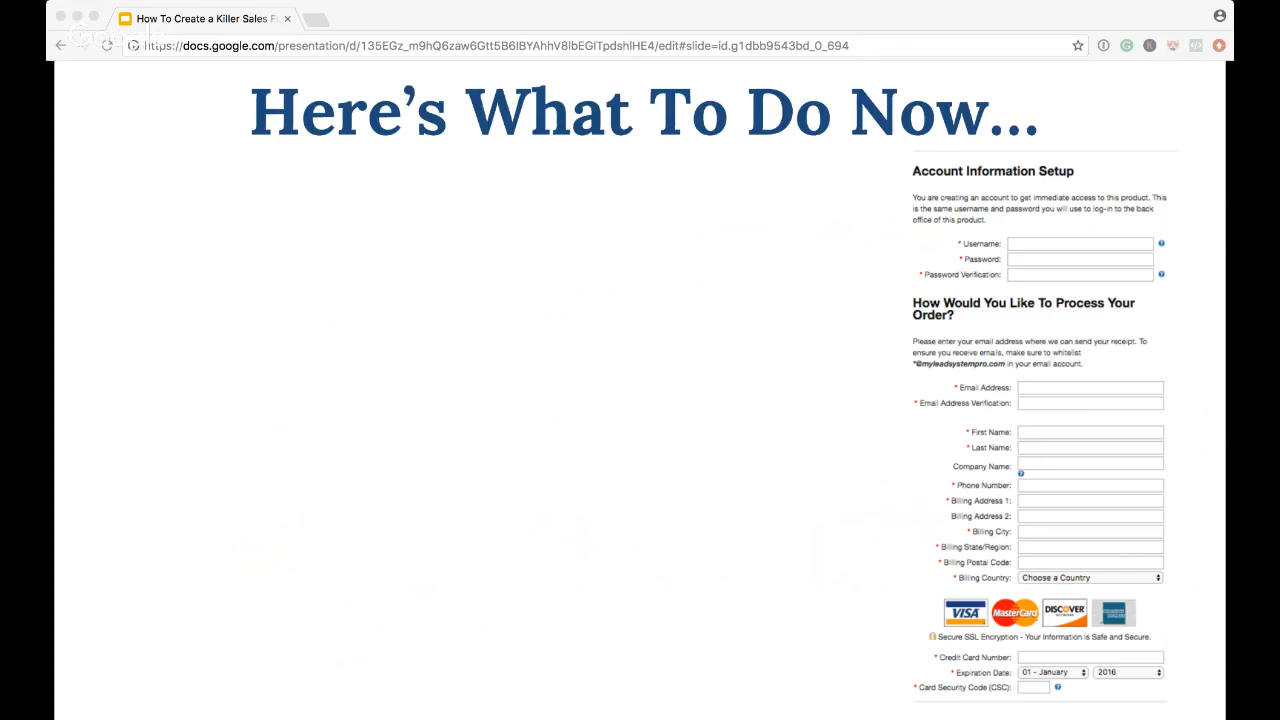 How To Create a Killer Sales Fu
https://docs.google.com/presentation/d/135EGz_m9hQ6zaw6Gtt5B6lBYAhhV8lbEGlTpdshlHE4/edit#slide=id.g1dbb9543bd_0_694
Google
Here's What To Do Now...
Account Information Setup
You are creating an account to get immediate access to this product. This
is the same username and password you will use to log-in to the back
office of this product.
* Username:
* Password:
* Password Verification:
How Would You Like To Process Your
Order?
Please enter your email address where we can send your receipt. To
ensure you receive emails, make sure to whitelist
*@myleadsystempro.com in your email account.
* Email Address:
* Email Address Verification:
* First Name:
* Last Name:
Company Name:
* Phone Number:
* Billing Address 1:
Billing Address 2:
* Billing City:
* Billing State/Region:
* Billing Postal Code:
* Billing Country: Choose a Country
VISA MasterCard DISCOVER
Secure SSL Encryption - Your Information is Safe and Secure.
* Credit Card Number:
* Expiration Date: 01 - January 2016
* Card Security Code (CSC):